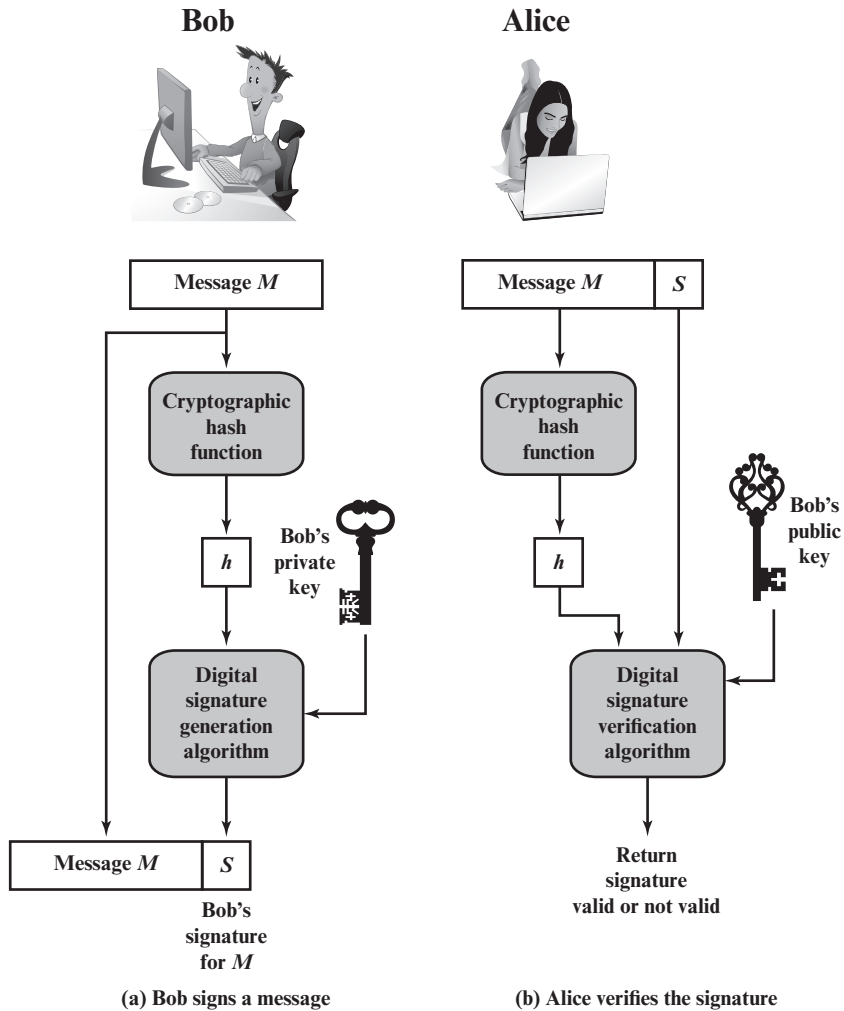 Bob
Message M
Cryptographic
hash
function
h
Bob's
private
key
Digital
signature
generation
algorithm
Message M
S
Bob's
signature
for M
(a) Bob signs a message
Alice
Message M
S
Cryptographic
hash
function
h
Bob's
public
key
Digital
signature
verification
algorithm
Return
signature
valid or not valid
(b) Alice verifies the signature